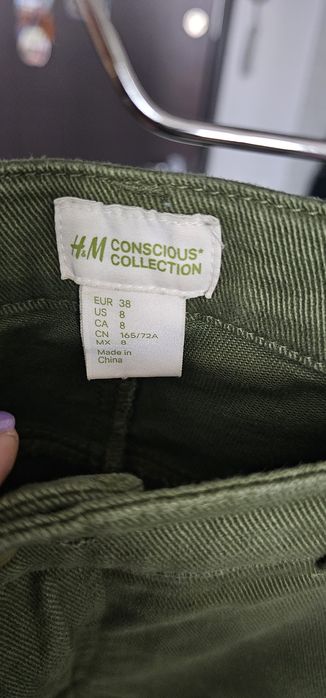 H&M CONSCIOUS*
COLLECTION
EUR 38
US 8
CA 8
CN 165/72A
MX 8
Made in
China